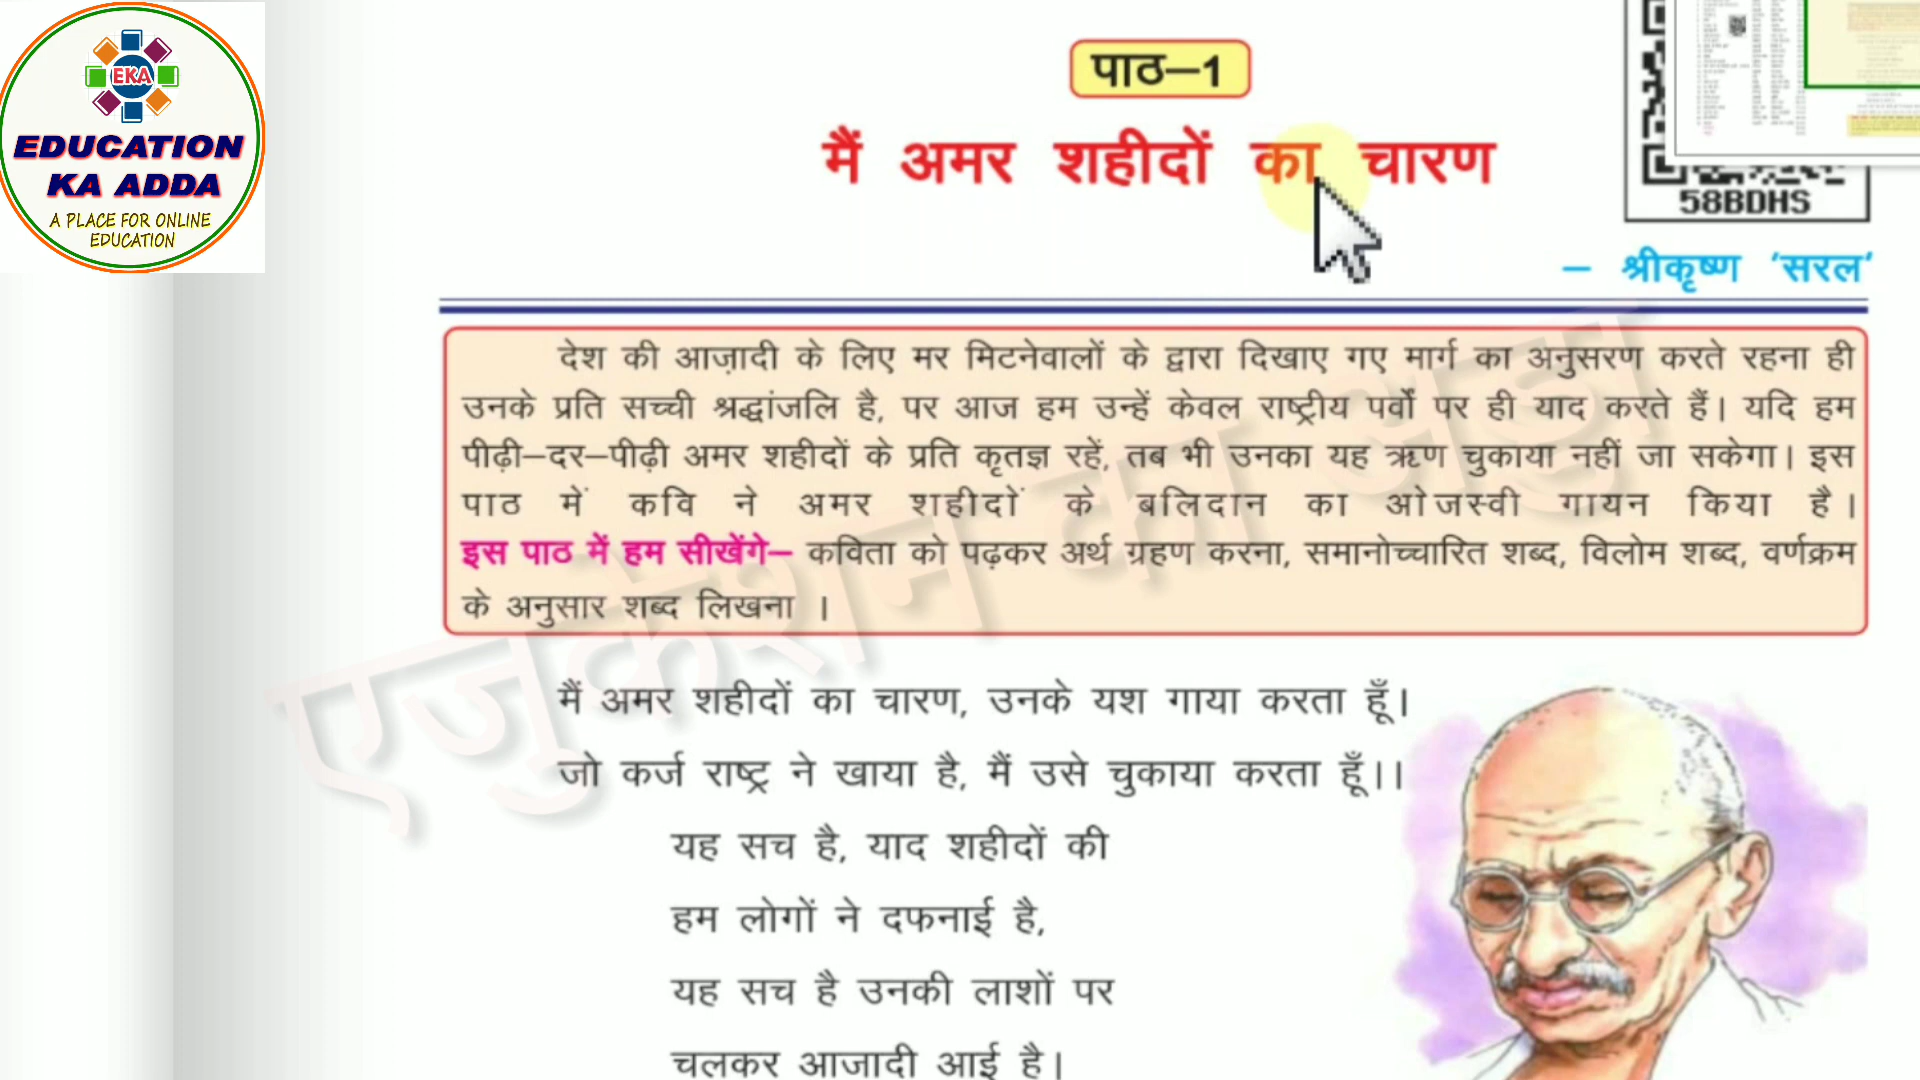 EKA
EDUCATION
KA ADDA
A PLACE FOR ONLINE
EDUCATION
पाठ–1
मैं अमर शहीदों का चारण
58BDHS
– श्रीकृष्ण ‘सरल’
देश की आज़ादी के लिए मर मिटनेवालों के द्वारा दिखाए गए मार्ग का अनुसरण करते रहना ही
उनके प्रति सच्ची श्रद्धांजलि है, पर आज हम उन्हें केवल राष्ट्रीय पर्वों पर ही याद करते हैं। यदि हम
पीढ़ी–दर–पीढ़ी अमर शहीदों के प्रति कृतज्ञ रहें, तब भी उनका यह ऋण चुकाया नहीं जा सकेगा। इस
पाठ में कवि ने अमर शहीदों के बलिदान का ओजस्वी गायन किया है।
इस पाठ में हम सीखेंगे– कविता को पढ़कर अर्थ ग्रहण करना, समानोच्चारित शब्द, विलोम शब्द, वर्णक्रम
के अनुसार शब्द लिखना ।
एजुकेशन का अड्डा
मैं अमर शहीदों का चारण, उनके यश गाया करता हूँ।
जो कर्ज राष्ट्र ने खाया है, मैं उसे चुकाया करता हूँ।।
यह सच है, याद शहीदों की
हम लोगों ने दफनाई है,
यह सच है उनकी लाशों पर
चलकर आजादी आई है।